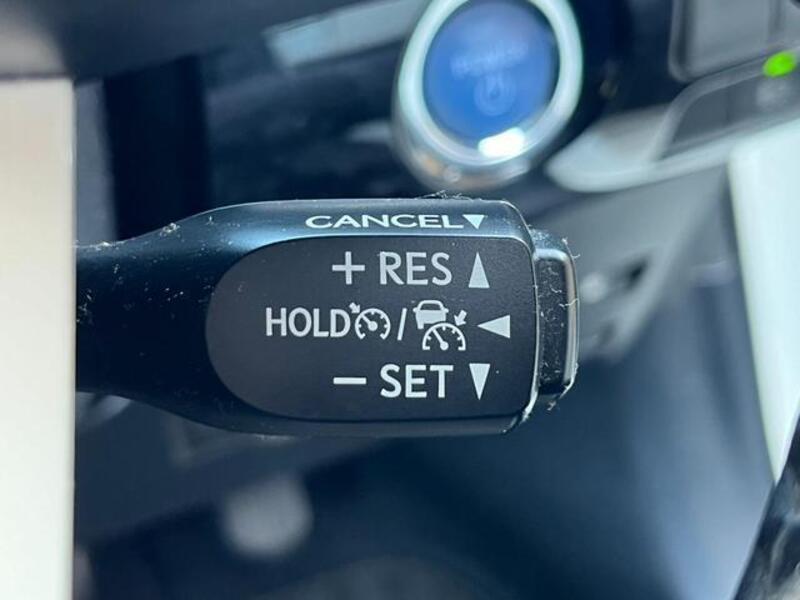 CANCEL▼
+ RES ▲
HOLD / ◀
− SET ▼